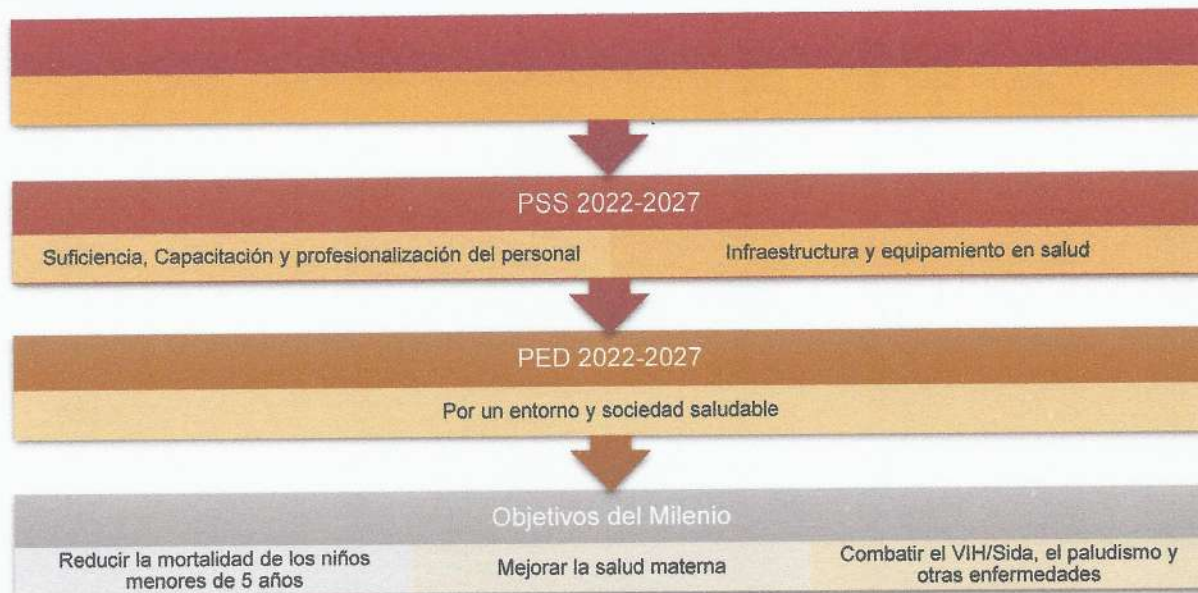 PSS 2022-2027
Suficiencia, Capacitación y profesionalización del personal
Infraestructura y equipamiento en salud
PED 2022-2027
Por un entorno y sociedad saludable
Objetivos del Milenio
Reducir la mortalidad de los niños
menores de 5 años
Mejorar la salud materna
Combatir el VIH/Sida, el paludismo y
otras enfermedades